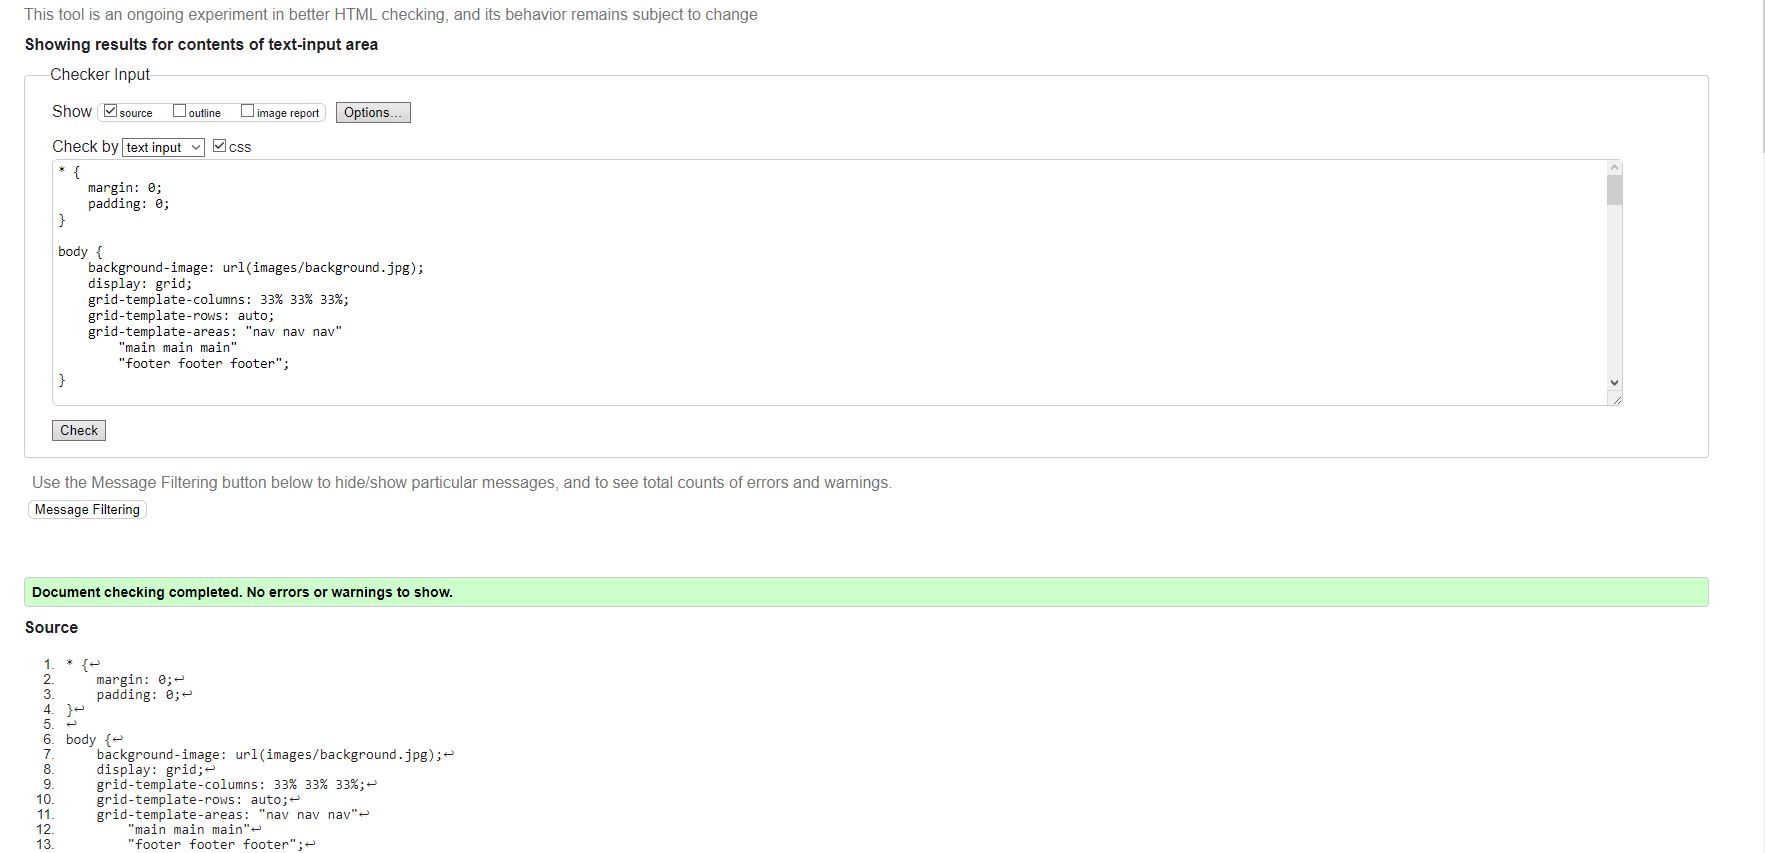 This tool is an ongoing experiment in better HTML checking, and its behavior remains subject to change
Showing results for contents of text-input area
Checker Input
Show source outline image report Options...
Check by text input css
* {
    margin: 0;
    padding: 0;
}

body {
    background-image: url(images/background.jpg);
    display: grid;
    grid-template-columns: 33% 33% 33%;
    grid-template-rows: auto;
    grid-template-areas: "nav nav nav"
        "main main main"
        "footer footer footer";
}
Check
Use the Message Filtering button below to hide/show particular messages, and to see total counts of errors and warnings.
Message Filtering
Document checking completed. No errors or warnings to show.
Source
1. * {↩
2.     margin: 0;↩
3.     padding: 0;↩
4. }↩
5. ↩
6. body {↩
7.     background-image: url(images/background.jpg);↩
8.     display: grid;↩
9.     grid-template-columns: 33% 33% 33%;↩
10.     grid-template-rows: auto;↩
11.     grid-template-areas: "nav nav nav"↩
12.         "main main main"↩
13.         "footer footer footer";↩